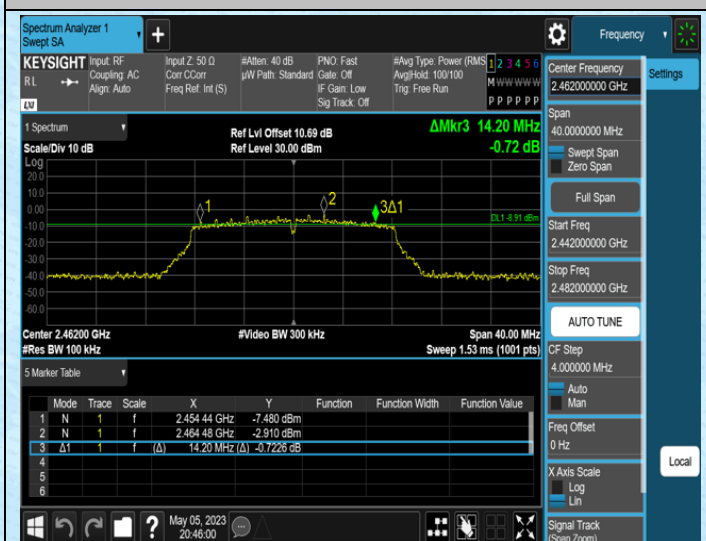 Spectrum Analyzer 1
Swept SA
+
Frequency
KEYSIGHT
RL
LXI
Input: RF
Coupling: AC
Align: Auto
Input Z: 50 Ω
Corr CCorr
Freq Ref: Int (S)
#Atten: 40 dB
µW Path: Standard
PNO: Fast
Gate: Off
IF Gain: Low
Sig Track: Off
#Avg Type: Power (RMS
Avg|Hold: 100/100
Trig: Free Run
1 2 3 4 5 6
M W W W W W
P P P P P P
1 Spectrum
Scale/Div 10 dB
Ref Lvl Offset 10.69 dB
Ref Level 30.00 dBm
ΔMkr3 14.20 MHz
-0.72 dB
Log
20.0
10.0
0.00
-10.0
-20.0
-30.0
-40.0
-50.0
-60.0
1
2
3Δ1
DL1 -8.91 dBm
Center 2.46200 GHz
#Video BW 300 kHz
Span 40.00 MHz
#Res BW 100 kHz
Sweep 1.53 ms (1001 pts)
5 Marker Table
Mode Trace Scale X Y Function Function Width Function Value
1 N 1 f 2.454 44 GHz -7.480 dBm
2 N 1 f 2.464 48 GHz -2.910 dBm
3 Δ1 1 f (Δ) 14.20 MHz (Δ) -0.7226 dB
4
5
6
?
May 05, 2023
20:46:00
Center Frequency
2.462000000 GHz
Settings
Span
40.0000000 MHz
Swept Span
Zero Span
Full Span
Start Freq
2.442000000 GHz
Stop Freq
2.482000000 GHz
AUTO TUNE
CF Step
4.000000 MHz
Auto
Man
Freq Offset
0 Hz
X Axis Scale
Log
Lin
Local
Signal Track
(Span Zoom)